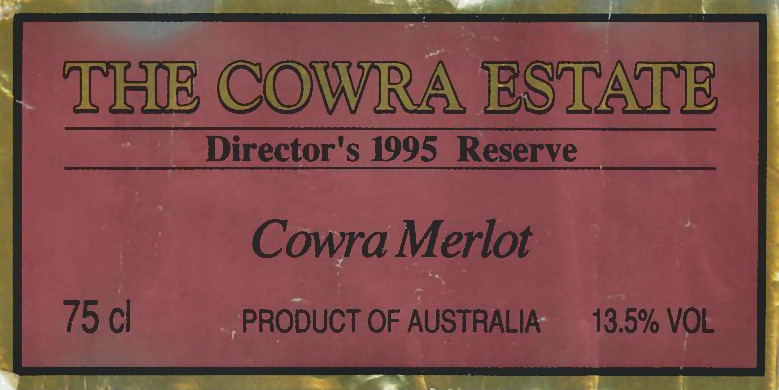 THE COWRA ESTATE
Director's 1995 Reserve
Cowra Merlot
75 cl PRODUCT OF AUSTRALIA 13.5% VOL